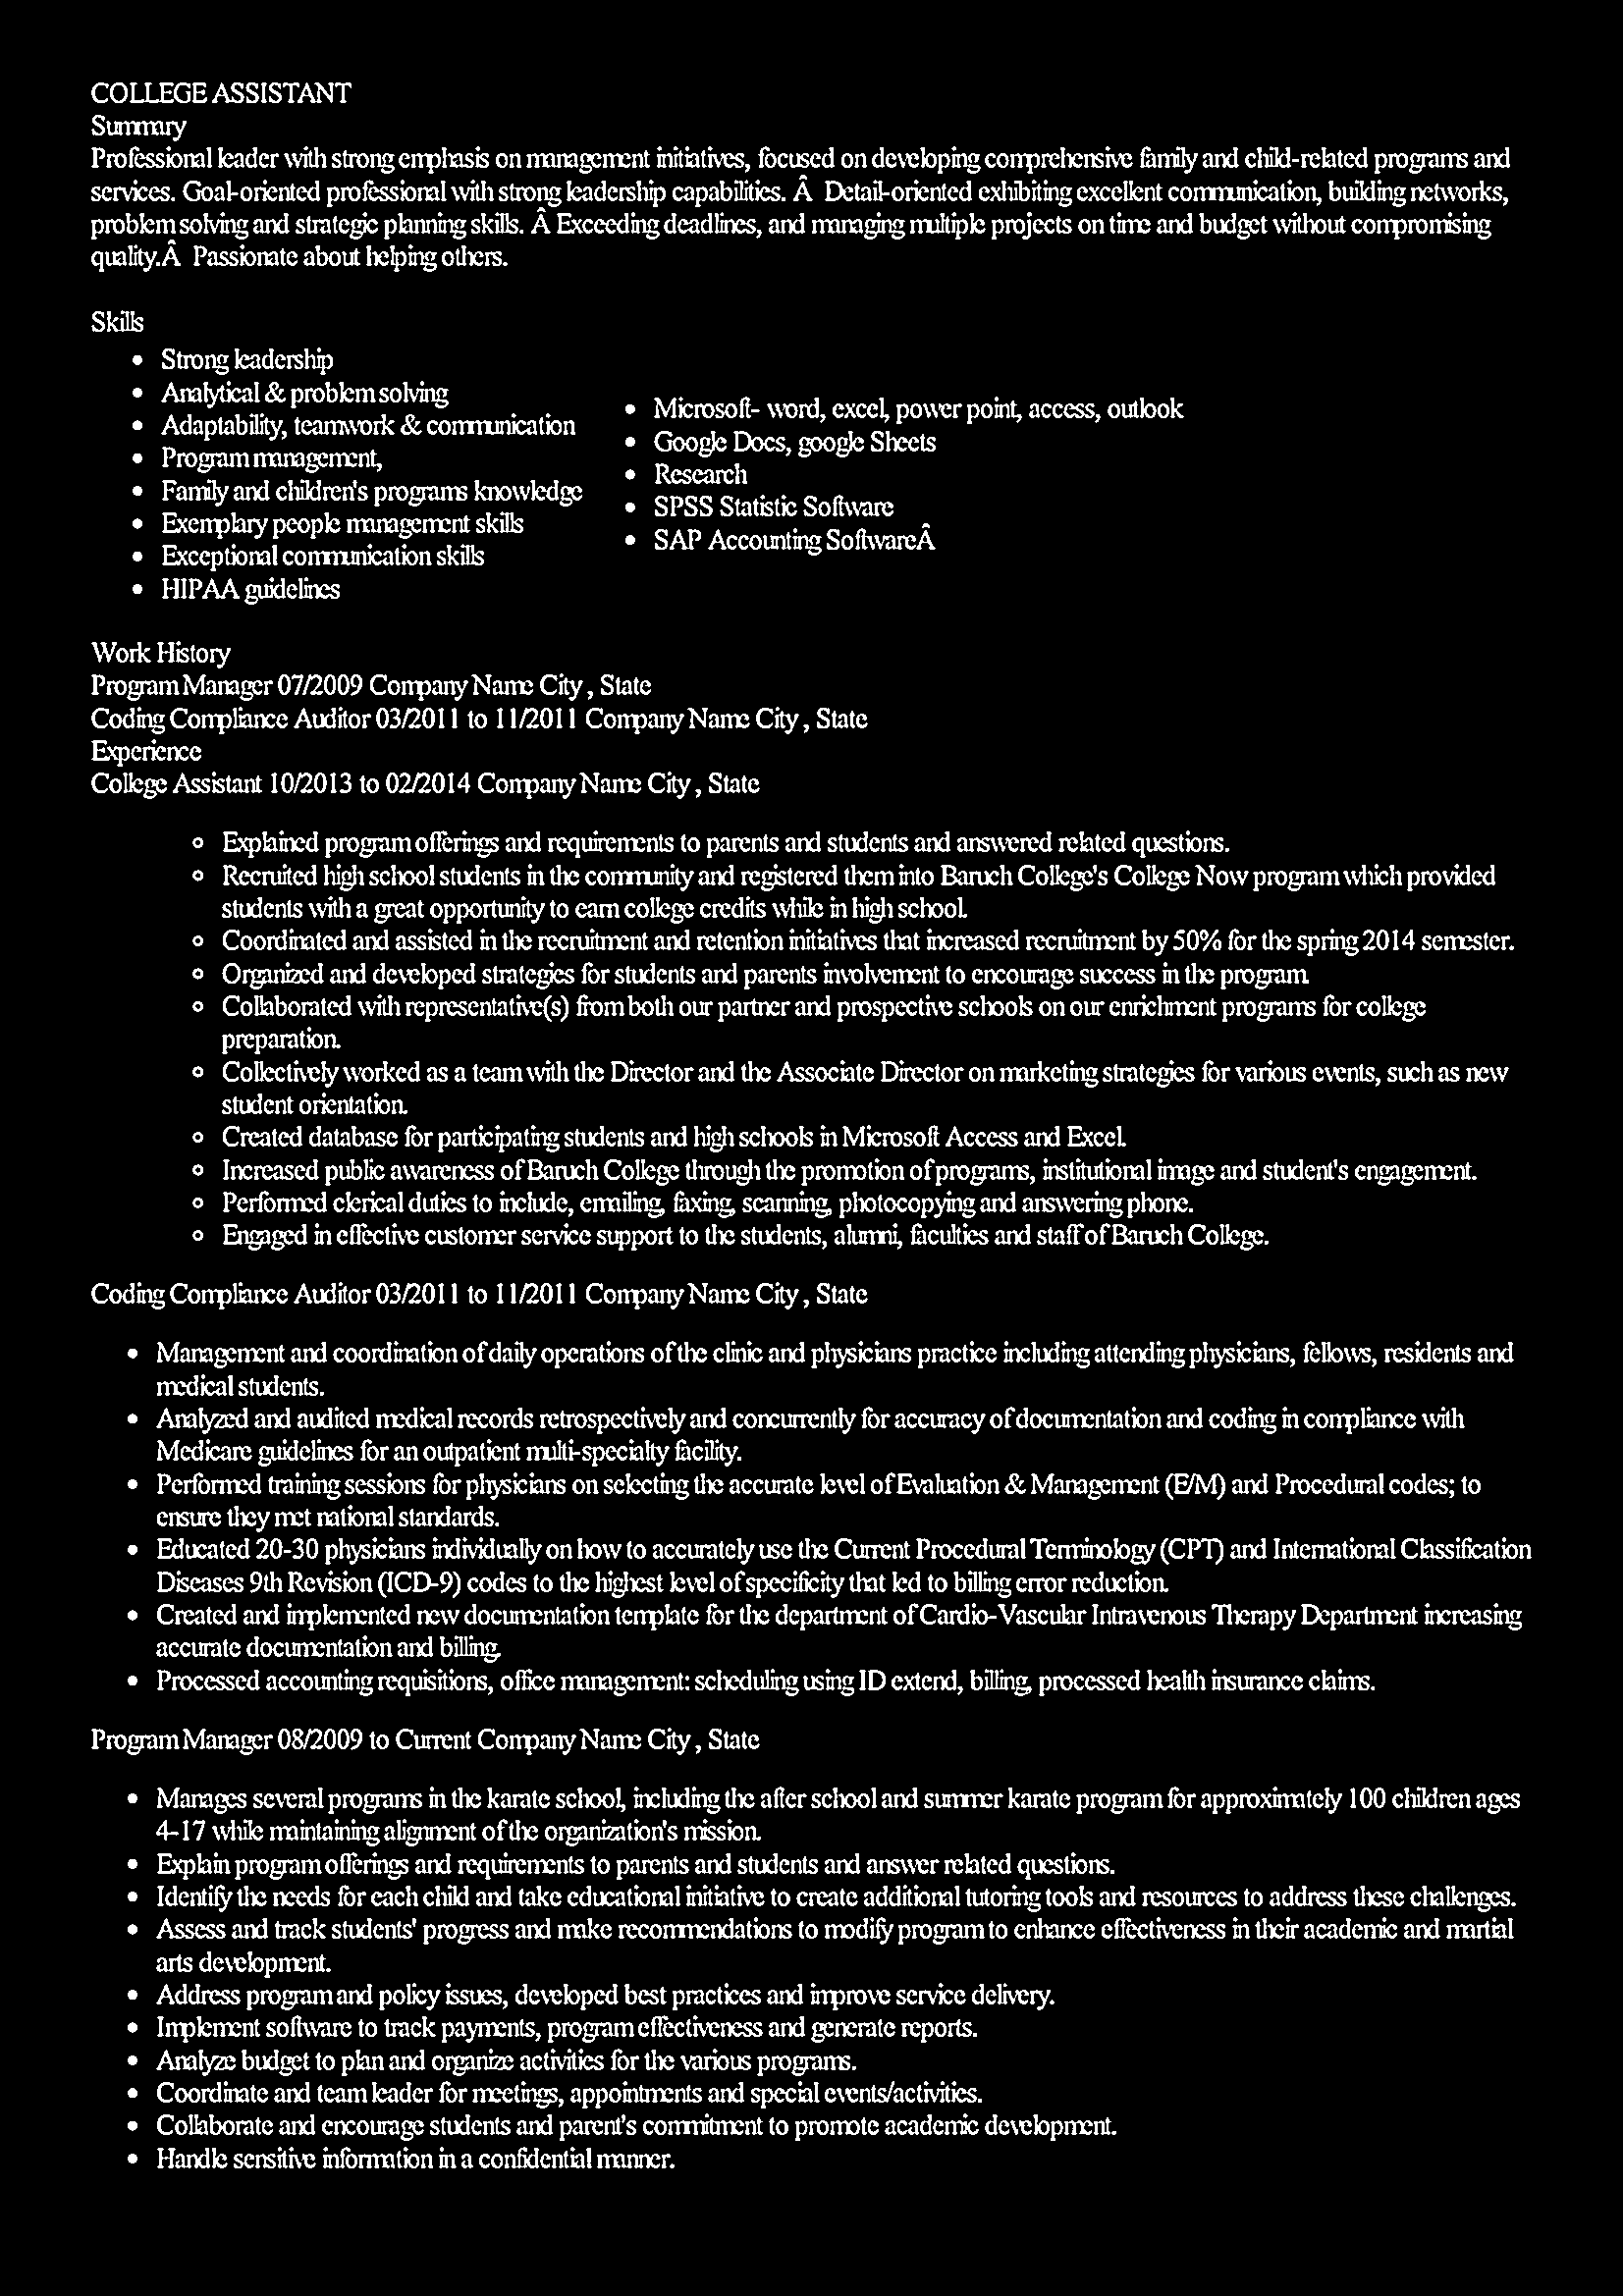 COLLEGE ASSISTANT
Summary
Professional leader with strong emphasis on management initiatives, focused on developing comprehensive family and child-related programs and
services. Goal-oriented professional with strong leadership capabilities. Â  Detail-oriented exhibiting excellent communication, building networks,
problem solving and strategic planning skills. Â Exceeding deadlines, and managing multiple projects on time and budget without compromising
quality.Â  Passionate about helping others.
Skills
• Strong leadership
• Analytical & problem solving
• Adaptability, teamwork & communication
• Program management,
• Family and children's programs knowledge
• Exemplary people management skills
• Exceptional communication skills
• HIPAA guidelines
• Microsoft- word, excel, power point, access, outlook
• Google Docs, google Sheets
• Research
• SPSS Statistic Software
• SAP Accounting SoftwareÂ
Work History
Program Manager 07/2009 Company Name City , State
Coding Compliance Auditor 03/2011 to 11/2011 Company Name City , State
Experience
College Assistant 10/2013 to 02/2014 Company Name City , State
◦ Explained program offerings and requirements to parents and students and answered related questions.
◦ Recruited high school students in the community and registered them into Baruch College's College Now program which provided
students with a great opportunity to earn college credits while in high school.
◦ Coordinated and assisted in the recruitment and retention initiatives that increased recruitment by 50% for the spring 2014 semester.
◦ Organized and developed strategies for students and parents involvement to encourage success in the program.
◦ Collaborated with representative(s) from both our partner and prospective schools on our enrichment programs for college
preparation.
◦ Collectively worked as a team with the Director and the Associate Director on marketing strategies for various events, such as new
student orientation.
◦ Created database for participating students and high schools in Microsoft Access and Excel.
◦ Increased public awareness of Baruch College through the promotion of programs, institutional image and student's engagement.
◦ Performed clerical duties to include, emailing, faxing, scanning, photocopying and answering phone.
◦ Engaged in effective customer service support to the students, alumni, faculties and staff of Baruch College.
Coding Compliance Auditor 03/2011 to 11/2011 Company Name City , State
• Management and coordination of daily operations of the clinic and physicians practice including attending physicians, fellows, residents and
medical students.
• Analyzed and audited medical records retrospectively and concurrently for accuracy of documentation and coding in compliance with
Medicare guidelines for an outpatient multi-specialty facility.
• Performed training sessions for physicians on selecting the accurate level of Evaluation & Management (E/M) and Procedural codes; to
ensure they met national standards.
• Educated 20-30 physicians individually on how to accurately use the Current Procedural Terminology (CPT) and International Classification
Diseases 9th Revision (ICD-9) codes to the highest level of specificity that led to billing error reduction.
• Created and implemented new documentation template for the department of Cardio-Vascular Intravenous Therapy Department increasing
accurate documentation and billing.
• Processed accounting requisitions, office management: scheduling using ID extend, billing, processed health insurance claims.
Program Manager 08/2009 to Current Company Name City , State
• Manages several programs in the karate school, including the after school and summer karate program for approximately 100 children ages
4-17 while maintaining alignment of the organization's mission.
• Explain program offerings and requirements to parents and students and answer related questions.
• Identify the needs for each child and take educational initiative to create additional tutoring tools and resources to address these challenges.
• Assess and track students' progress and make recommendations to modify program to enhance effectiveness in their academic and martial
arts development.
• Address program and policy issues, developed best practices and improve service delivery.
• Implement software to track payments, program effectiveness and generate reports.
• Analyze budget to plan and organize activities for the various programs.
• Coordinate and team leader for meetings, appointments and special events/activities.
• Collaborate and encourage students and parent's commitment to promote academic development.
• Handle sensitive information in a confidential manner.